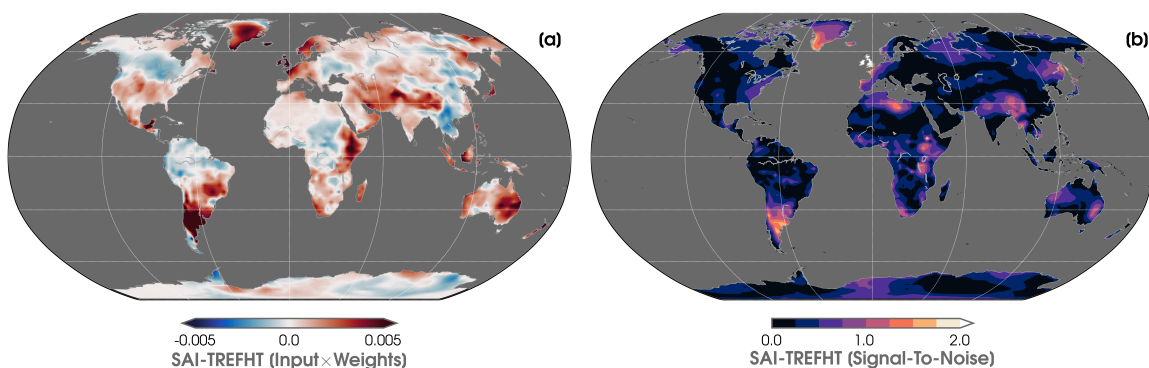 (a)
(b)
-0.005 0.0 0.005
SAI-TREFHT (Input×Weights)
0.0 1.0 2.0
SAI-TREFHT (Signal-To-Noise)